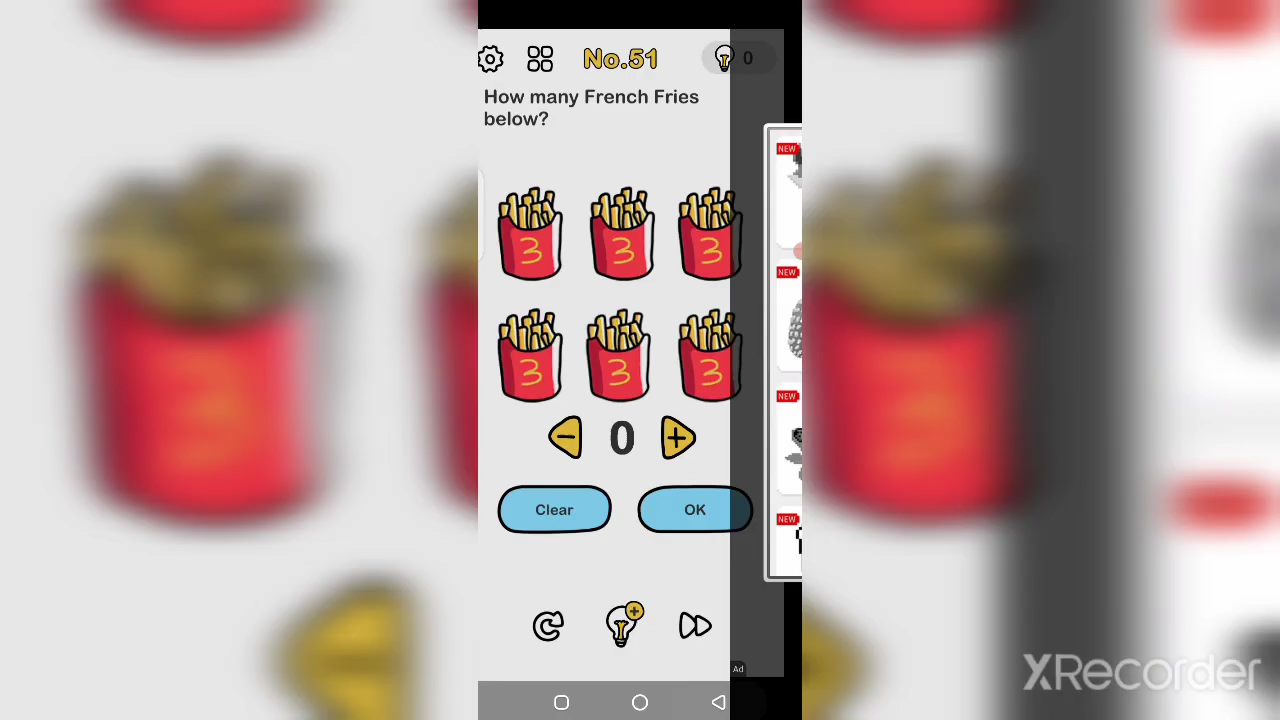 No.51
0
How many French Fries
below?
NEW
3 3 3
NEW
3 3 3
NEW
0
Clear
OK
NEW
Ad
XRecorder